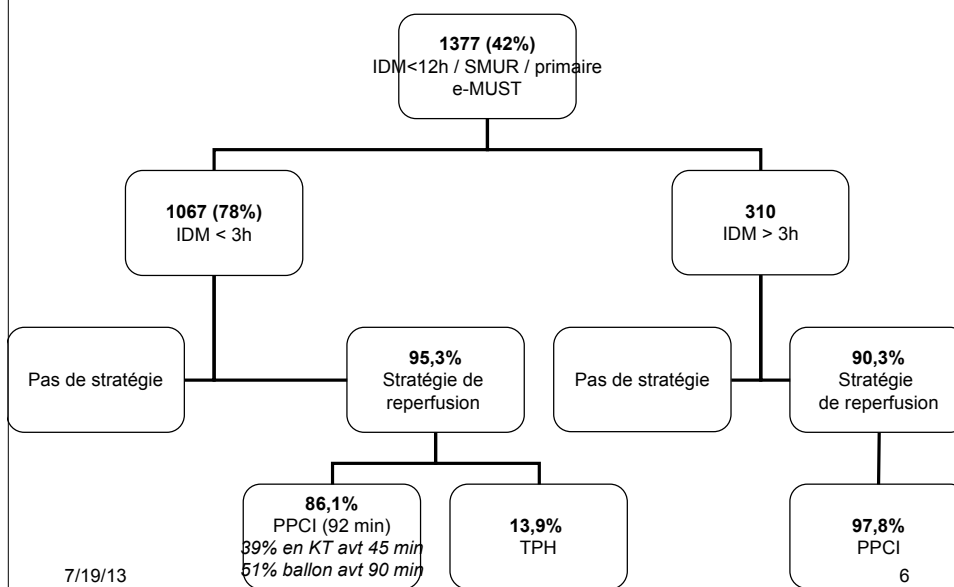 1377 (42%)
IDM<12h / SMUR / primaire
e-MUST
1067 (78%)
IDM < 3h
310
IDM > 3h
Pas de stratégie
95,3%
Stratégie de
reperfusion
Pas de stratégie
90,3%
Stratégie
de reperfusion
86,1%
PPCI (92 min)
39% en KT avt 45 min
51% ballon avt 90 min
13,9%
TPH
97,8%
PPCI
7/19/13
6